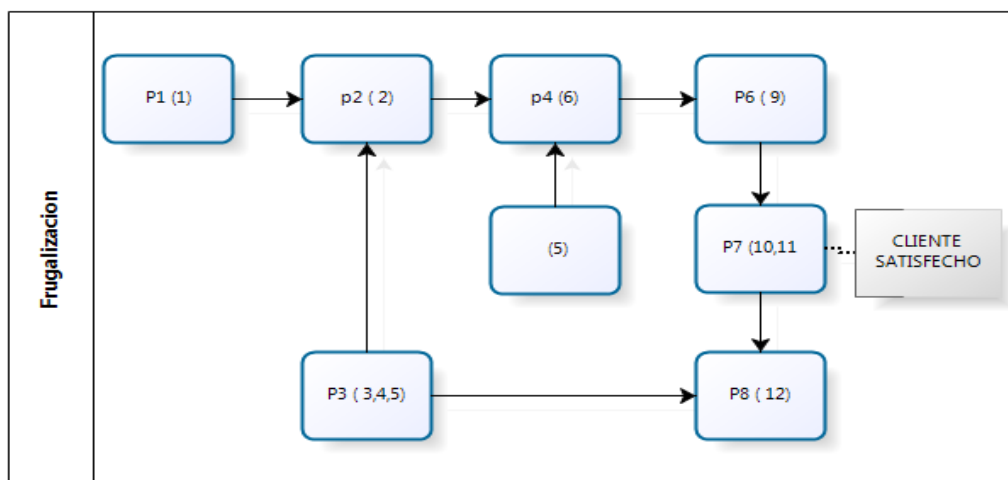 Frugalizacion
P1 (1)
p2 ( 2)
p4 (6)
P6 ( 9)
(5)
P7 (10,11
CLIENTE
SATISFECHO
P3 ( 3,4,5)
P8 ( 12)